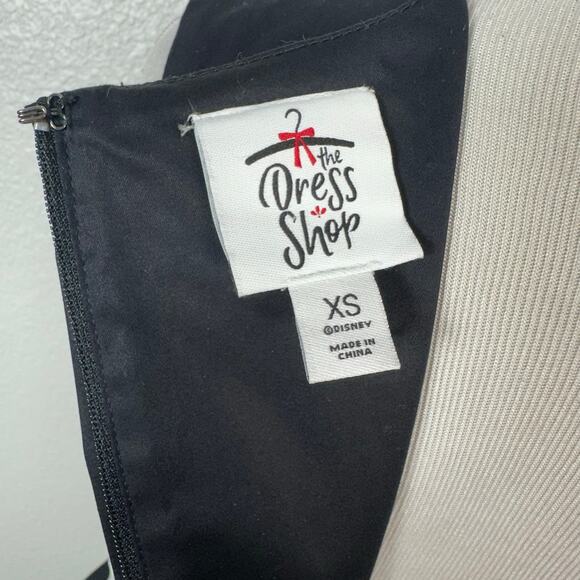 the
Dress
Shop
XS
©DISNEY
MADE IN
CHINA